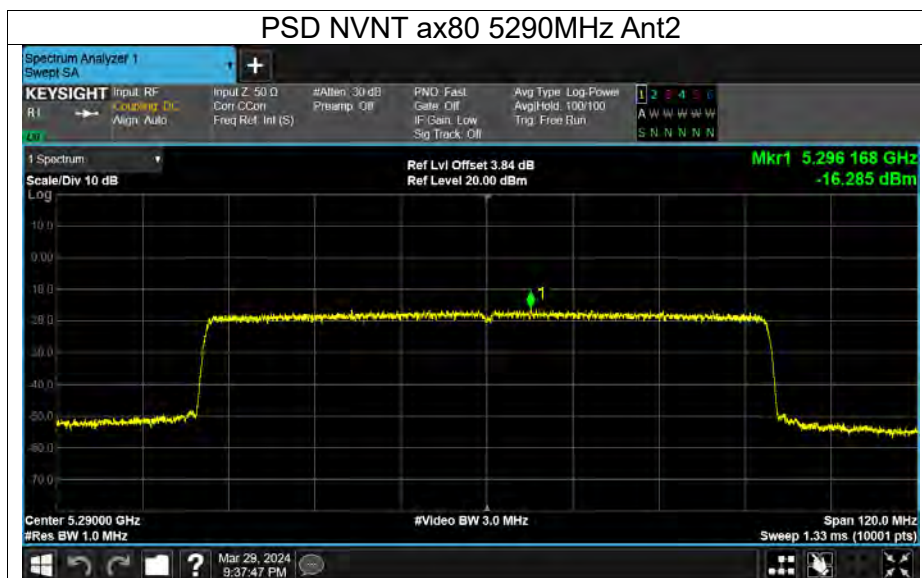 PSD NVNT ax80 5290MHz Ant2
Spectrum Analyzer 1
Swept SA
+
KEYSIGHT Input: RF Input Z: 50 Ω #Atten: 30 dB PNO: Fast Avg Type: Log-Power 1 2 3 4 5 6
R L Coupling: DC Corr CCorr Preamp: Off Gate: Off Avg|Hold: 100/100 A W W W W W
Align: Auto Freq Ref: Int (S) IF Gain: Low Trig: Free Run
Sig Track: Off S N N N N N
1 Spectrum Ref Lvl Offset 3.84 dB Mkr1 5.296 168 GHz
Scale/Div 10 dB Ref Level 20.00 dBm -16.285 dBm
Log
10.0
0.00
-10.0
1
-20.0
-30.0
-40.0
-50.0
-60.0
-70.0
Center 5.29000 GHz #Video BW 3.0 MHz Span 120.0 MHz
#Res BW 1.0 MHz Sweep 1.33 ms (10001 pts)
? Mar 29, 2024
9:37:47 PM